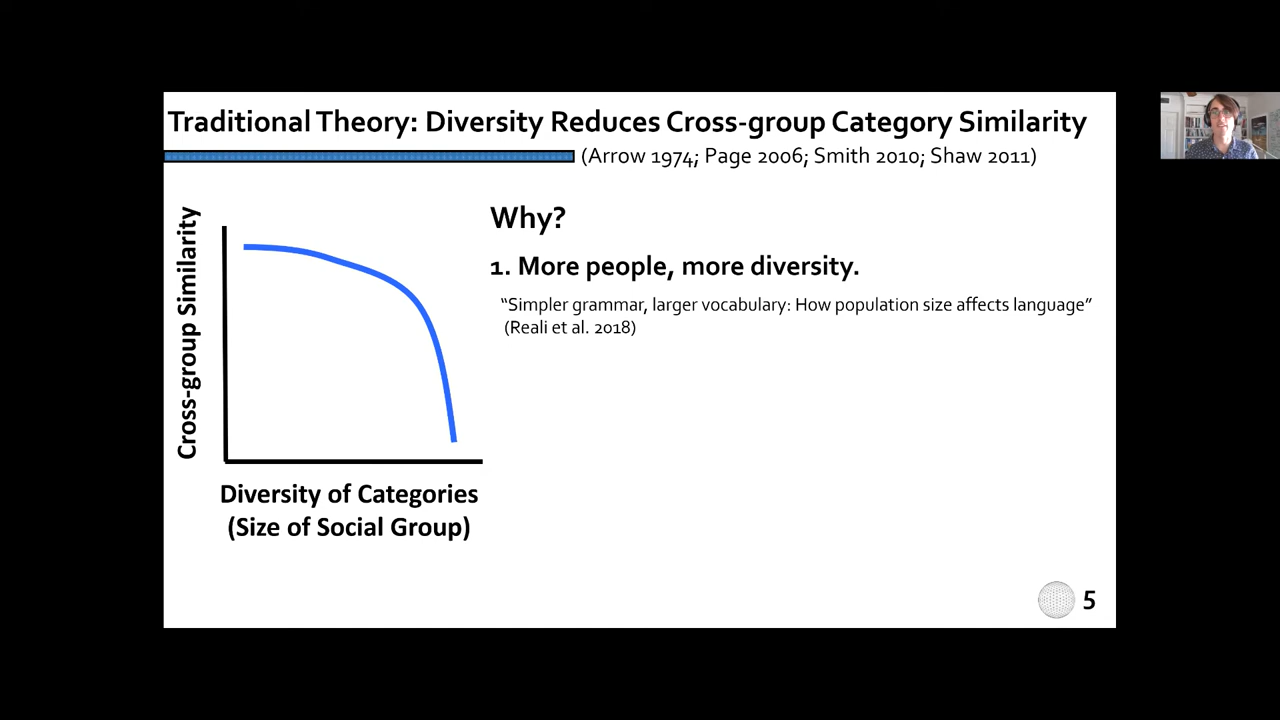 Traditional Theory: Diversity Reduces Cross-group Category Similarity
(Arrow 1974; Page 2006; Smith 2010; Shaw 2011)
Cross-group Similarity
Why?
1. More people, more diversity.
“Simpler grammar, larger vocabulary: How population size affects language”
(Reali et al. 2018)
Diversity of Categories
(Size of Social Group)
5